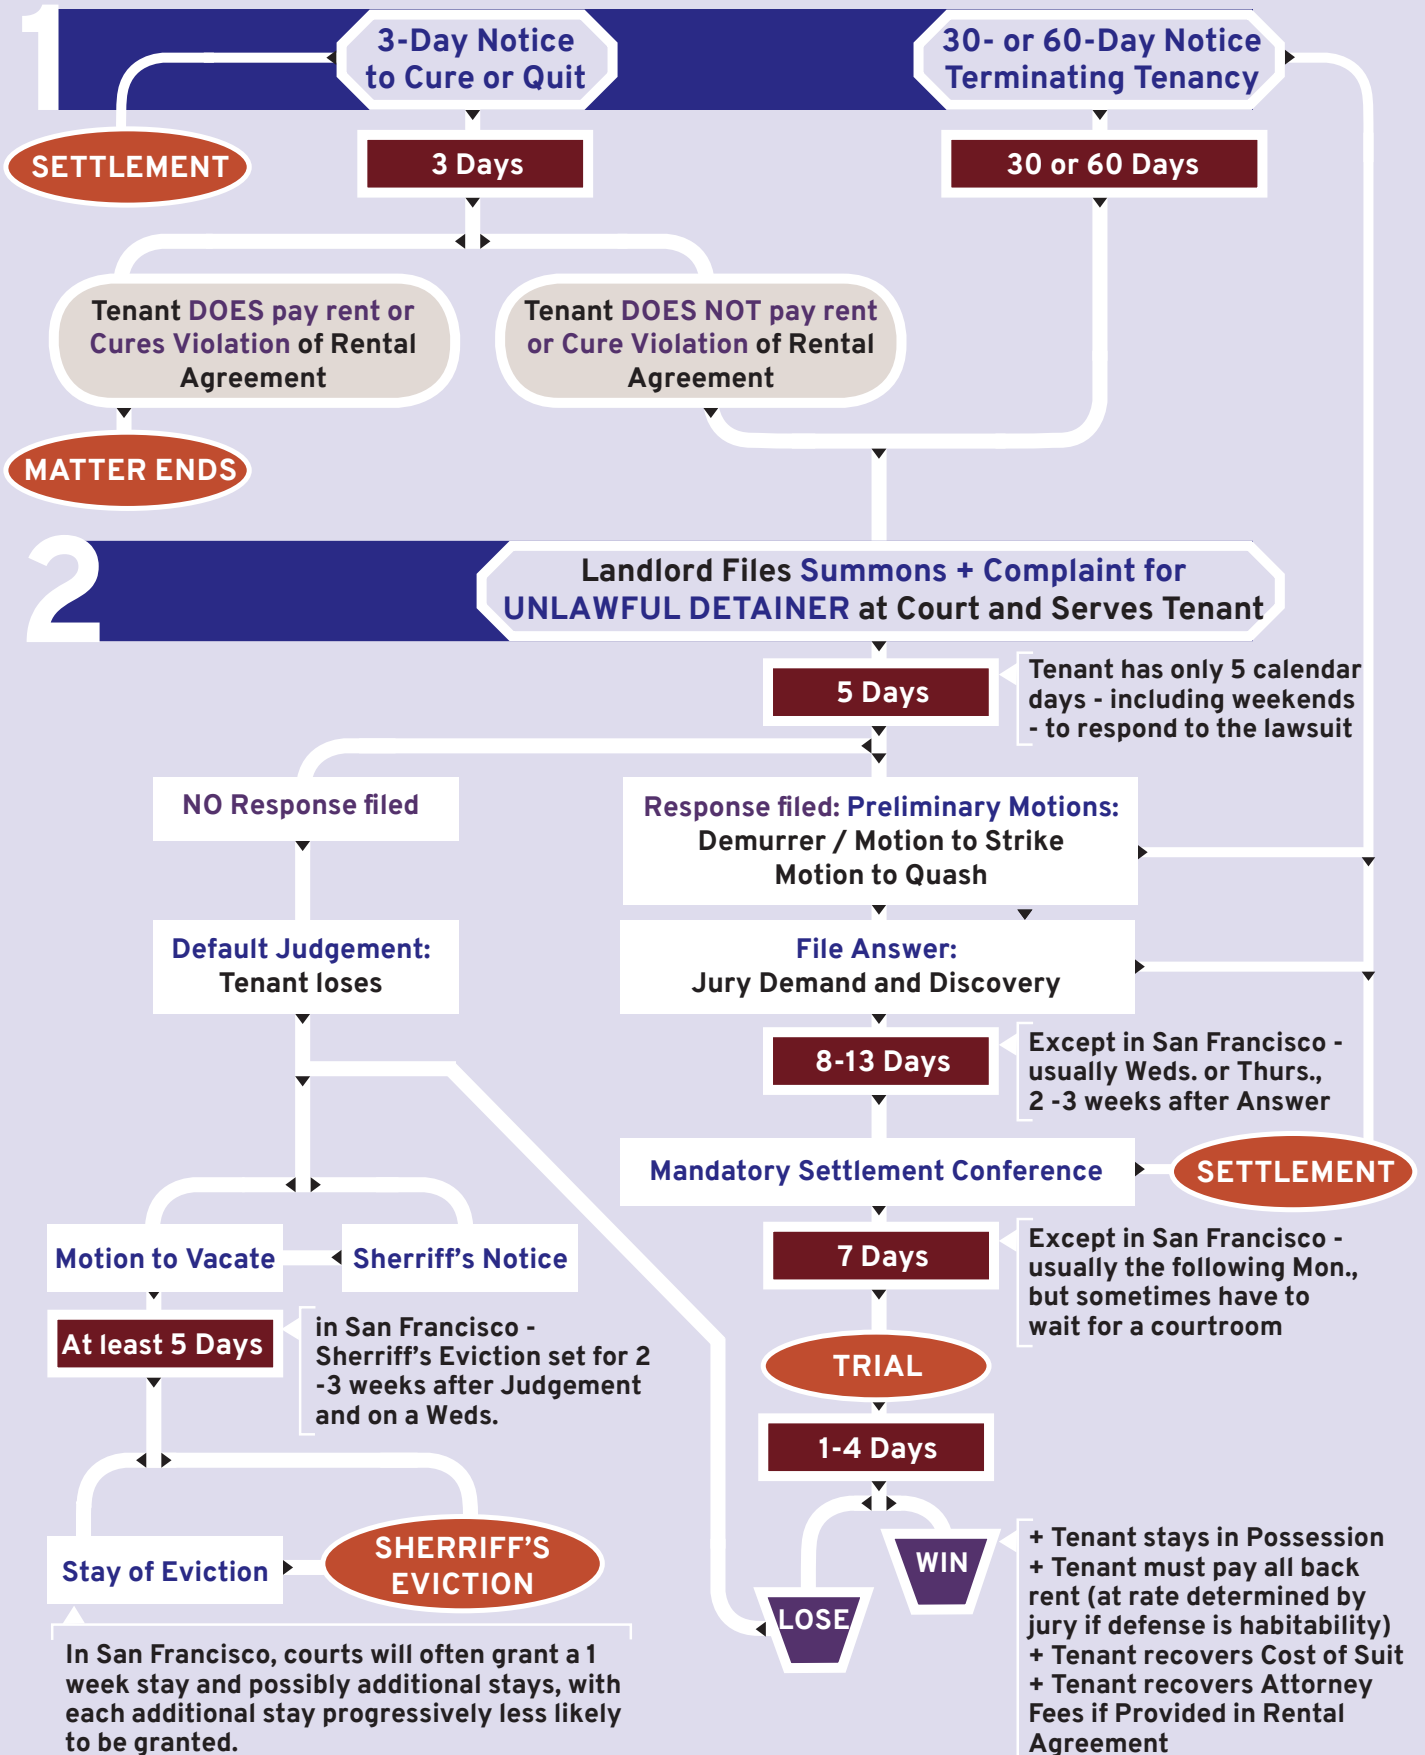 1
3-Day Notice
to Cure or Quit
30- or 60-Day Notice
Terminating Tenancy
SETTLEMENT
3 Days
30 or 60 Days
Tenant DOES pay rent or
Cures Violation of Rental
Agreement
Tenant DOES NOT pay rent
or Cure Violation of Rental
Agreement
MATTER ENDS
2
Landlord Files Summons + Complaint for
UNLAWFUL DETAINER at Court and Serves Tenant
5 Days
Tenant has only 5 calendar
days - including weekends
- to respond to the lawsuit
NO Response filed
Response filed: Preliminary Motions:
Demurrer / Motion to Strike
Motion to Quash
Default Judgement:
Tenant loses
File Answer:
Jury Demand and Discovery
8-13 Days
Except in San Francisco -
usually Weds. or Thurs.,
2 -3 weeks after Answer
Mandatory Settlement Conference
SETTLEMENT
Motion to Vacate
Sherriff's Notice
7 Days
Except in San Francisco -
usually the following Mon.,
but sometimes have to
wait for a courtroom
At least 5 Days
in San Francisco -
Sherriff's Eviction set for 2
-3 weeks after Judgement
and on a Weds.
TRIAL
1-4 Days
Stay of Eviction
SHERRIFF'S
EVICTION
WIN
LOSE
+ Tenant stays in Possession
+ Tenant must pay all back
rent (at rate determined by
jury if defense is habitability)
+ Tenant recovers Cost of Suit
+ Tenant recovers Attorney
Fees if Provided in Rental
Agreement
In San Francisco, courts will often grant a 1
week stay and possibly additional stays, with
each additional stay progressively less likely
to be granted.